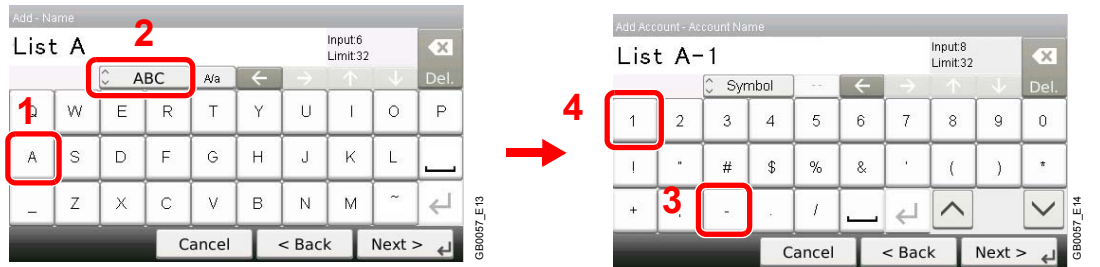 Add - Name
List A
Input:6
Limit:32
2
ABC
A/a
Del.
1
Q W E R T Y U I O P
A S D F G H J K L
_ Z X C V B N M ~
Cancel < Back Next >
GB0057_E13
Add Account - Account Name
List A-1
Input:8
Limit:32
Symbol
--
Del.
4
1 2 3 4 5 6 7 8 9 0
! " # $ % & ' ( ) *
3
+ , - . /
Cancel < Back Next >
GB0057_E14